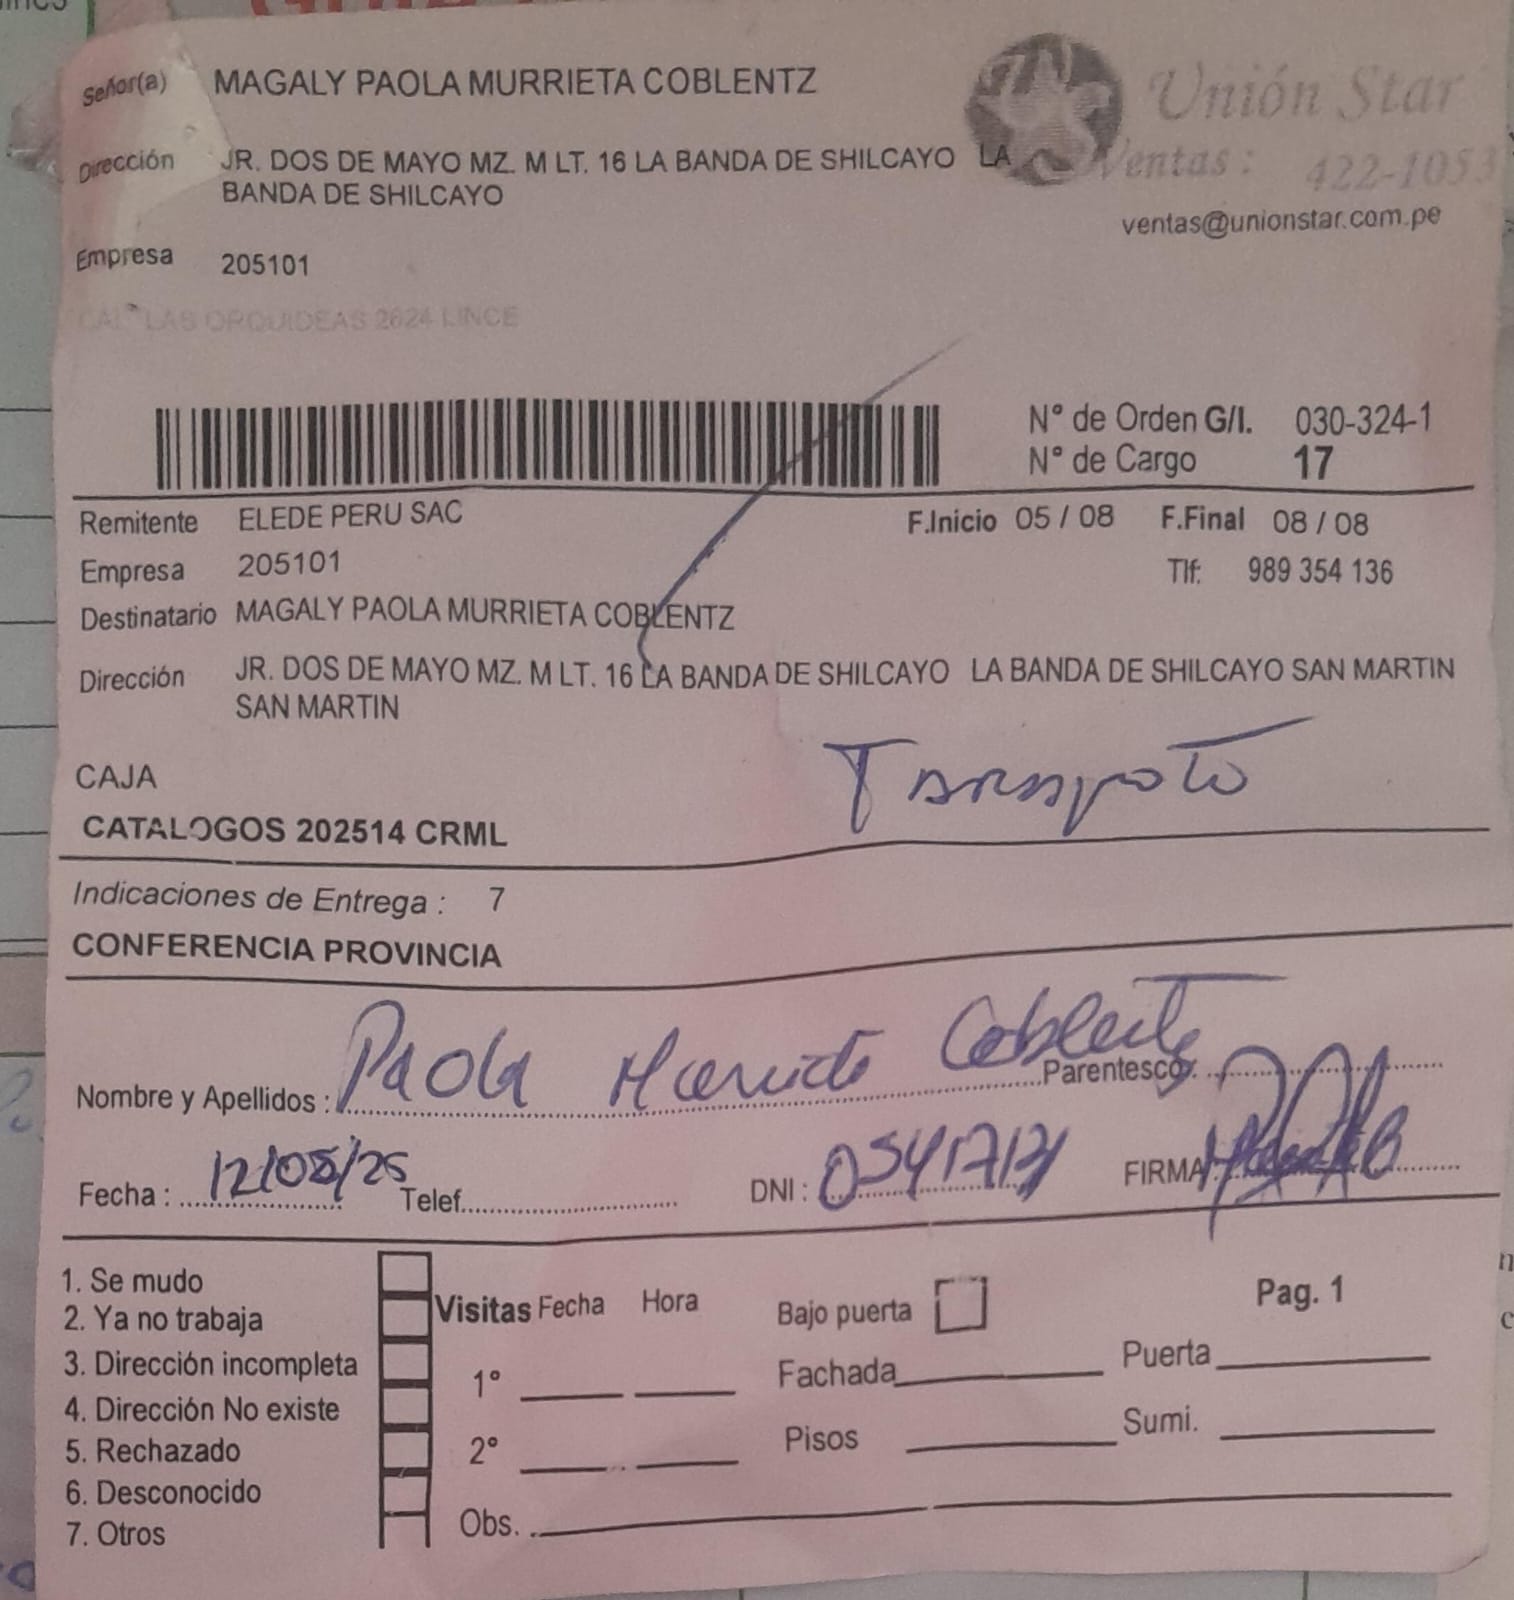 Señor(a) MAGALY PAOLA MURRIETA COBLENTZ
Unión Star
Dirección JR. DOS DE MAYO MZ. M LT. 16 LA BANDA DE SHILCAYO LA
BANDA DE SHILCAYO
Ventas : 422-1053
ventas@unionstar.com.pe
Empresa 205101
LAS ORQUIDEAS 2624 LINCE
N° de Orden G/I. 030-324-1
N° de Cargo 17
Remitente ELEDE PERU SAC F.Inicio 05 / 08 F.Final 08 / 08
Empresa 205101 Tlf: 989 354 136
Destinatario MAGALY PAOLA MURRIETA COBLENTZ
Dirección JR. DOS DE MAYO MZ. M LT. 16 LA BANDA DE SHILCAYO LA BANDA DE SHILCAYO SAN MARTIN
SAN MARTIN
Tarapoto
CAJA
CATALOGOS 202514 CRML
Indicaciones de Entrega : 7
CONFERENCIA PROVINCIA
Nombre y Apellidos : Paola Murrieta Coblentz Parentesco:
Fecha : 12/08/25 Telef. DNI : FIRMA
1. Se mudo
2. Ya no trabaja
3. Dirección incompleta
4. Dirección No existe
5. Rechazado
6. Desconocido
7. Otros
Visitas Fecha Hora
1°
2°
Obs.
Bajo puerta Pag. 1
Fachada Puerta
Pisos Sumi.